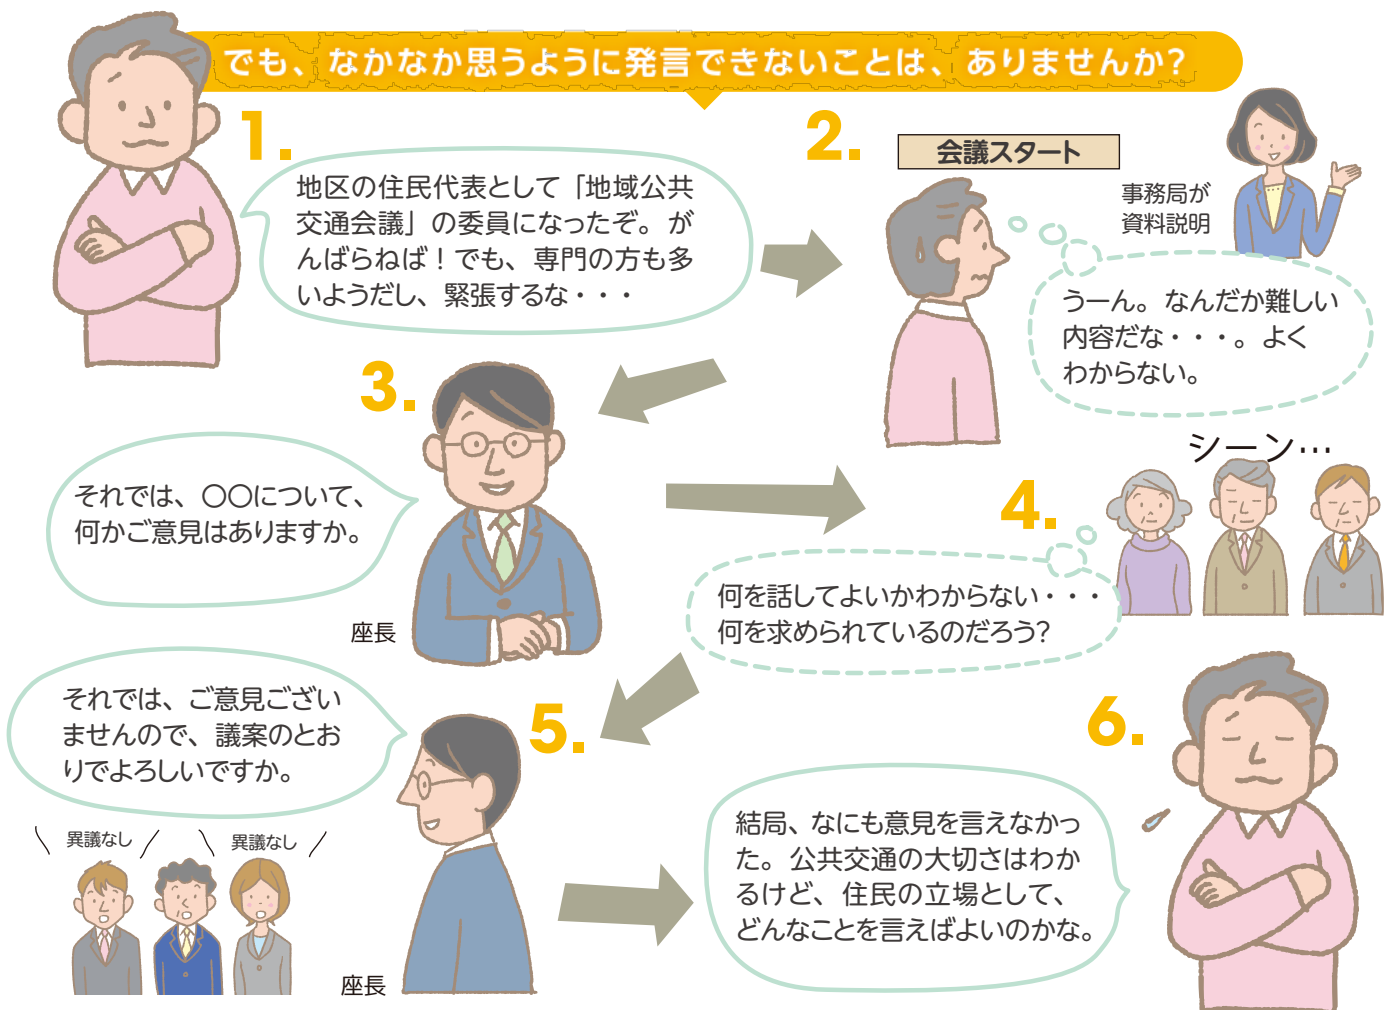 でも、なかなか思うように発言できないことは、ありませんか?
1.
地区の住民代表として「地域公共
交通会議」の委員になったぞ。が
んばらねば！でも、専門の方も多
いようだし、緊張するな・・・
2.
会議スタート
事務局が
資料説明
うーん。なんだか難しい
内容だな・・・。よく
わからない。
3.
それでは、〇〇について、
何かご意見はありますか。
座長
シーン…
4.
何を話してよいかわからない・・・
何を求められているのだろう?
5.
それでは、ご意見ござい
ませんので、議案のとお
りでよろしいですか。
異議なし
異議なし
座長
6.
結局、なにも意見を言えなかっ
た。公共交通の大切さはわか
るけど、住民の立場として、
どんなことを言えばよいのかな。